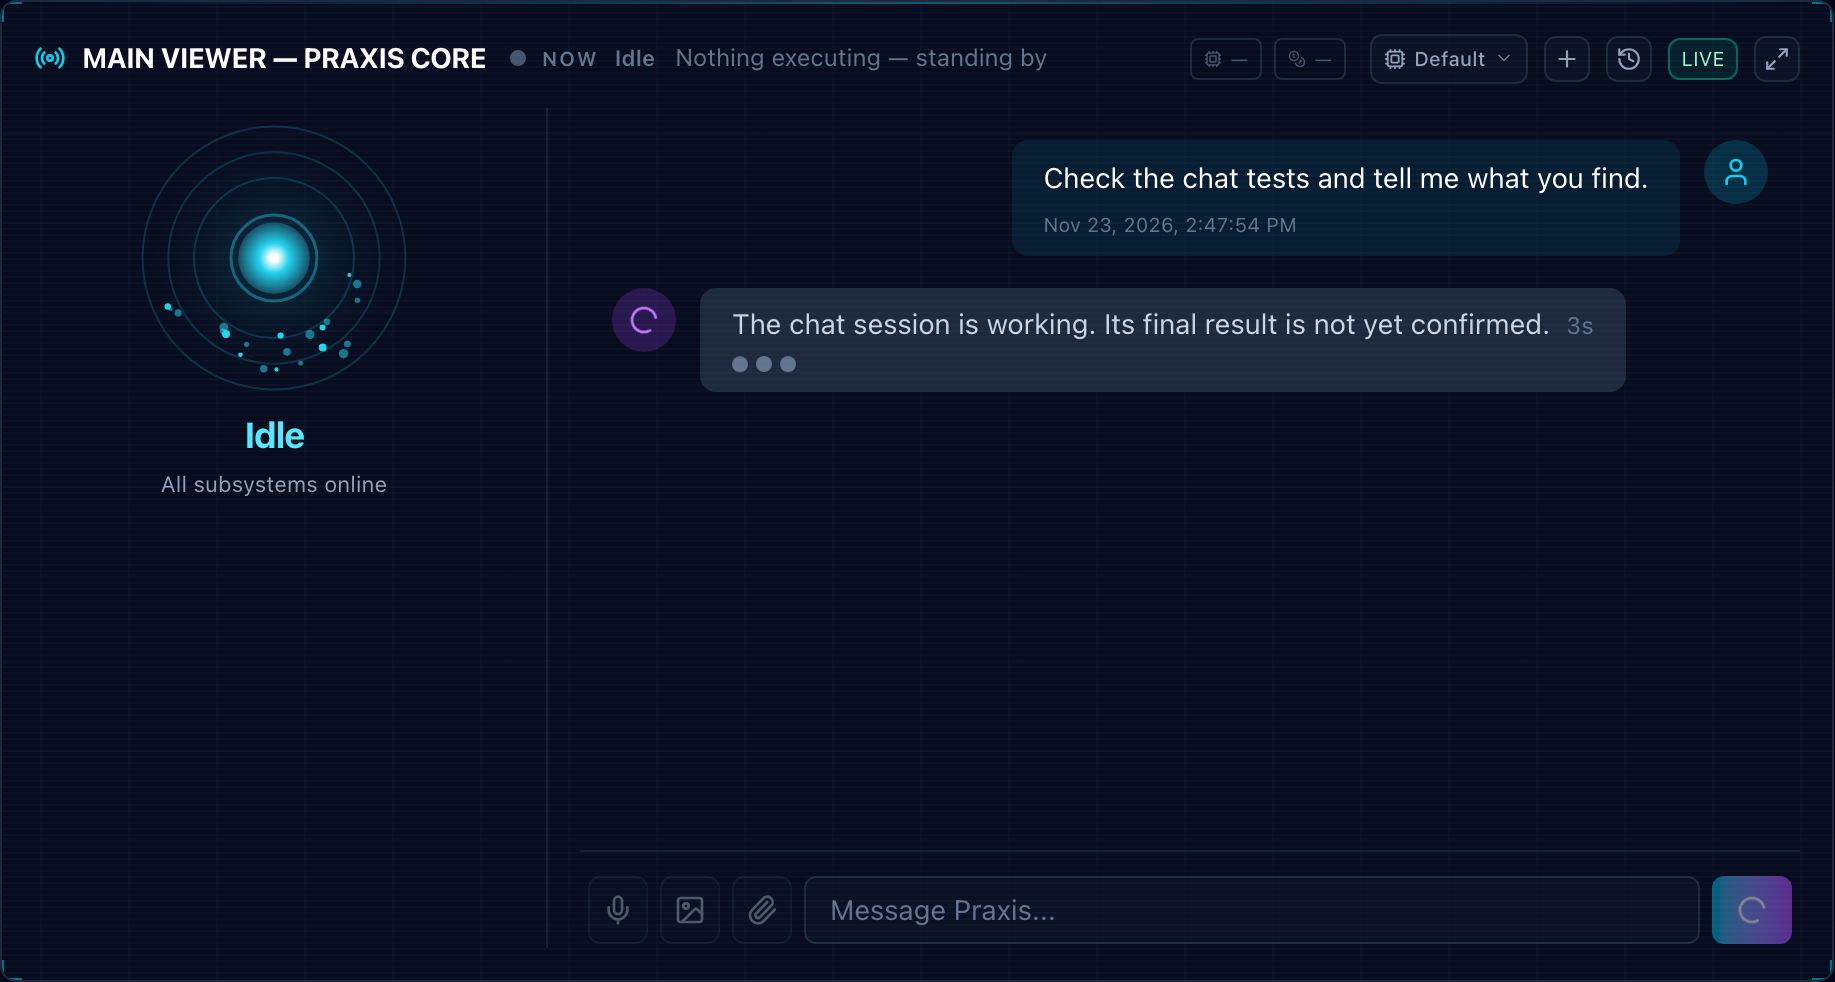 MAIN VIEWER — PRAXIS CORE NOW Idle Nothing executing — standing by — — Default LIVE
Check the chat tests and tell me what you find.
Nov 23, 2026, 2:47:54 PM
The chat session is working. Its final result is not yet confirmed. 3s
Idle
All subsystems online
Message Praxis...